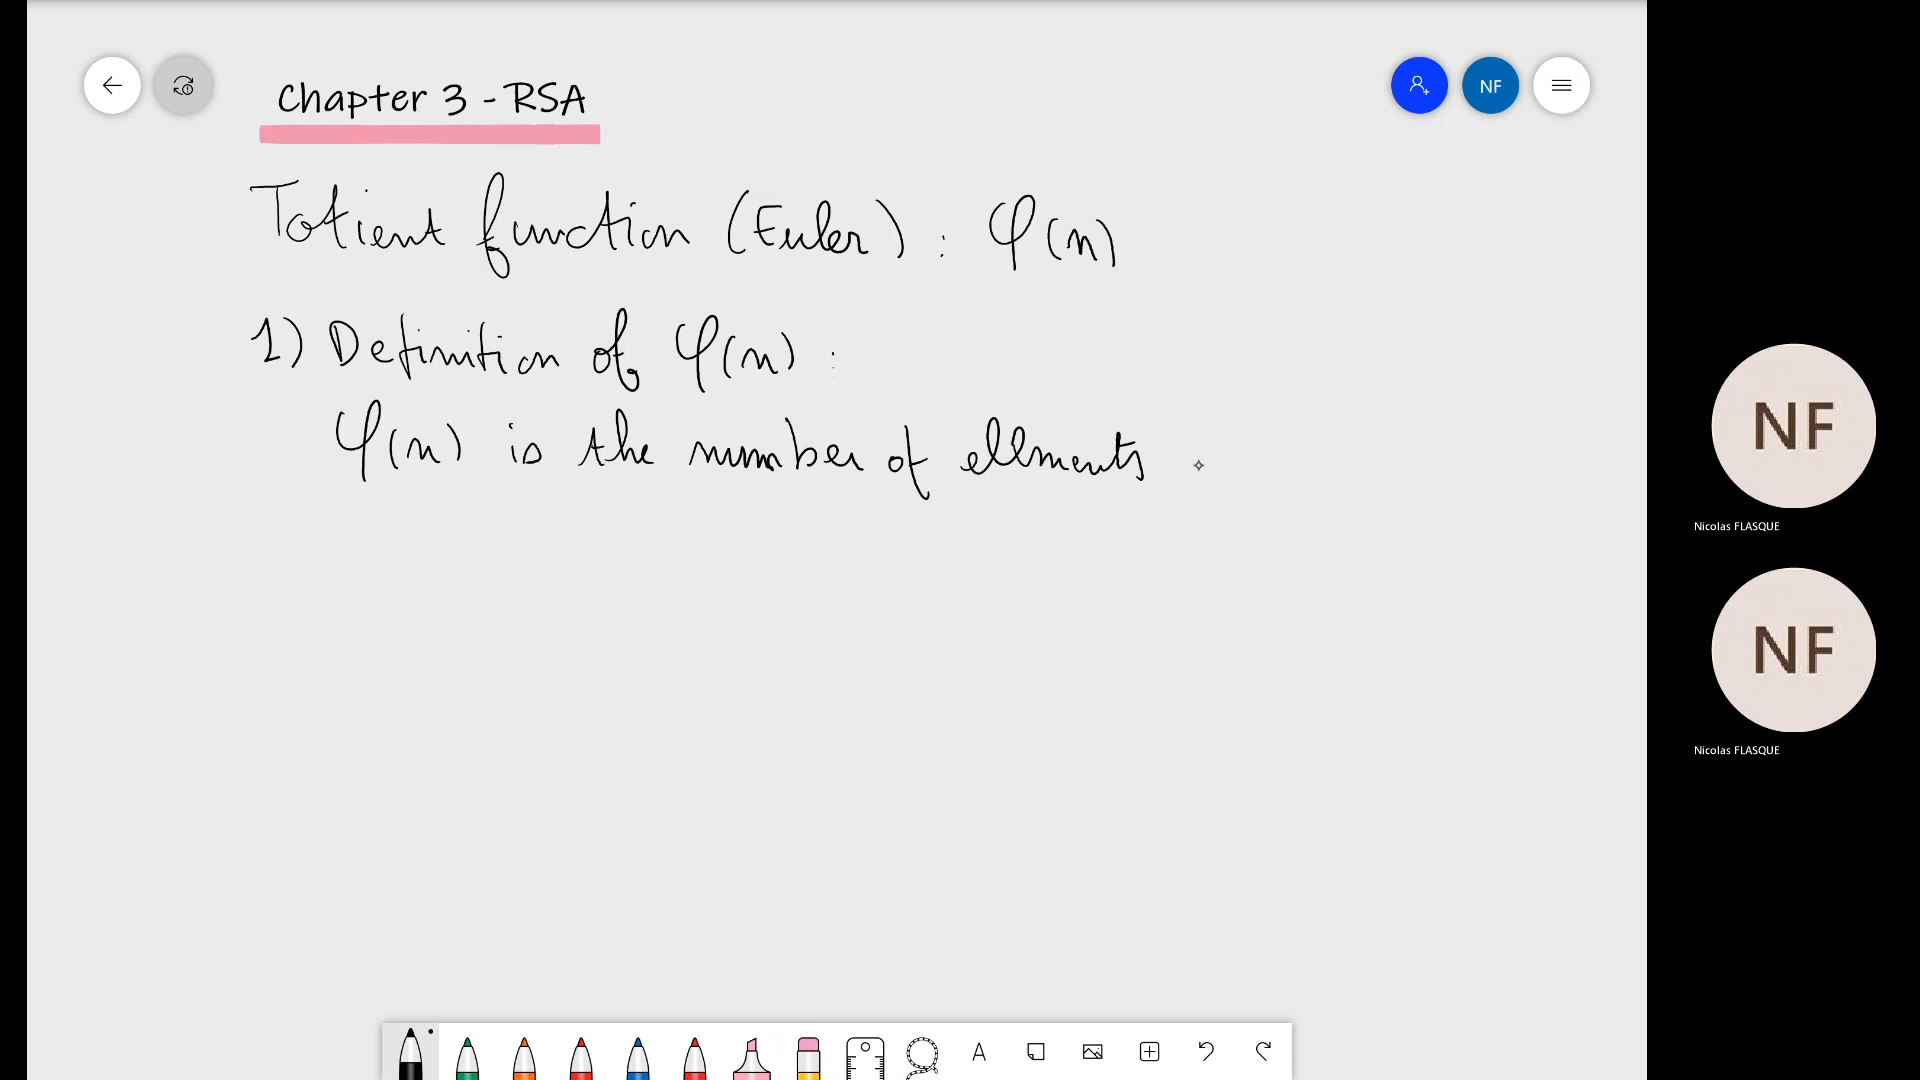 Chapter 3 - RSA
NF
Totient function (Euler) : φ(n)
1) Definition of φ(n) :
φ(n) is the number of elements
NF
Nicolas FLASQUE
NF
Nicolas FLASQUE
A